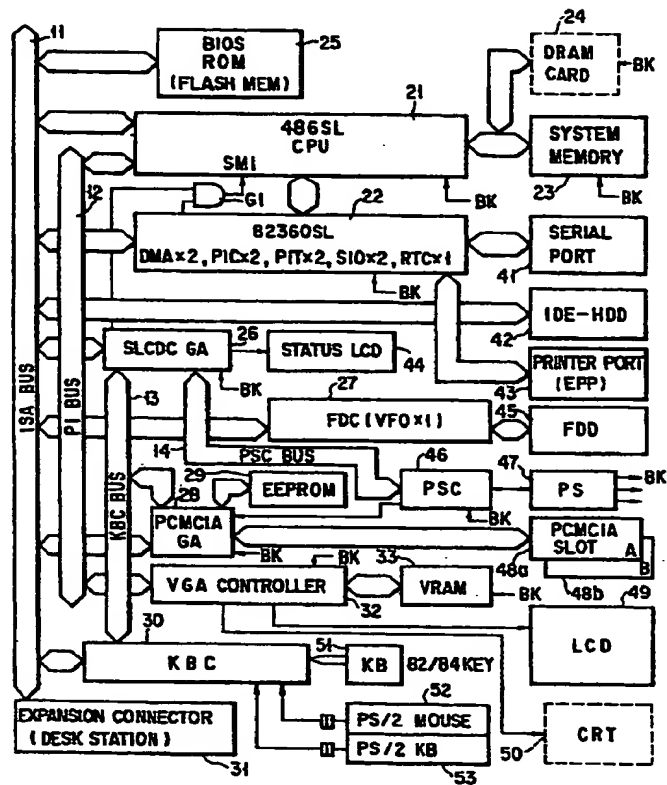 11
BIOS
ROM
(FLASH MEM)
25
24
DRAM
CARD
BK
21
486SL
CPU
SMI
SYSTEM
MEMORY
23
BK
BK
12
G1
22
82360SL
DMA×2, PIC×2, PIT×2, SIO×2, RTC×1
BK
SERIAL
PORT
41
IDE-HDD
42
SLCDC GA
26
BK
STATUS LCD
44
PRINTER PORT
(EPP)
43
ISA BUS
PI BUS
13
27
FDC (VFO×1)
45
FDD
14
PSC BUS
KBC BUS
29
EEPROM
28
PCMCIA
GA
BK
46
PSC
BK
47
PS
BK
PCMCIA
SLOT
A
B
48a
48b
BK
VGA CONTROLLER
32
33
VRAM
BK
49
LCD
30
KBC
51
KB
82/84KEY
EXPANSION CONNECTOR
(DESK STATION)
31
52
PS/2 MOUSE
PS/2 KB
53
50
CRT